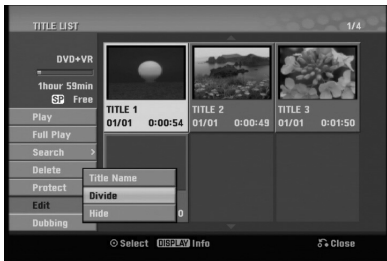 TITLE LIST 1/4
DVD+VR
1hour 59min
SP Free
Play
Full Play
Search >
Delete
Protect
Edit
Dubbing
Title Name
Divide
Hide
TITLE 1
01/01 0:00:54
TITLE 2
01/01 0:00:49
TITLE 3
01/01 0:01:50
0
Select DISPLAY Info Close